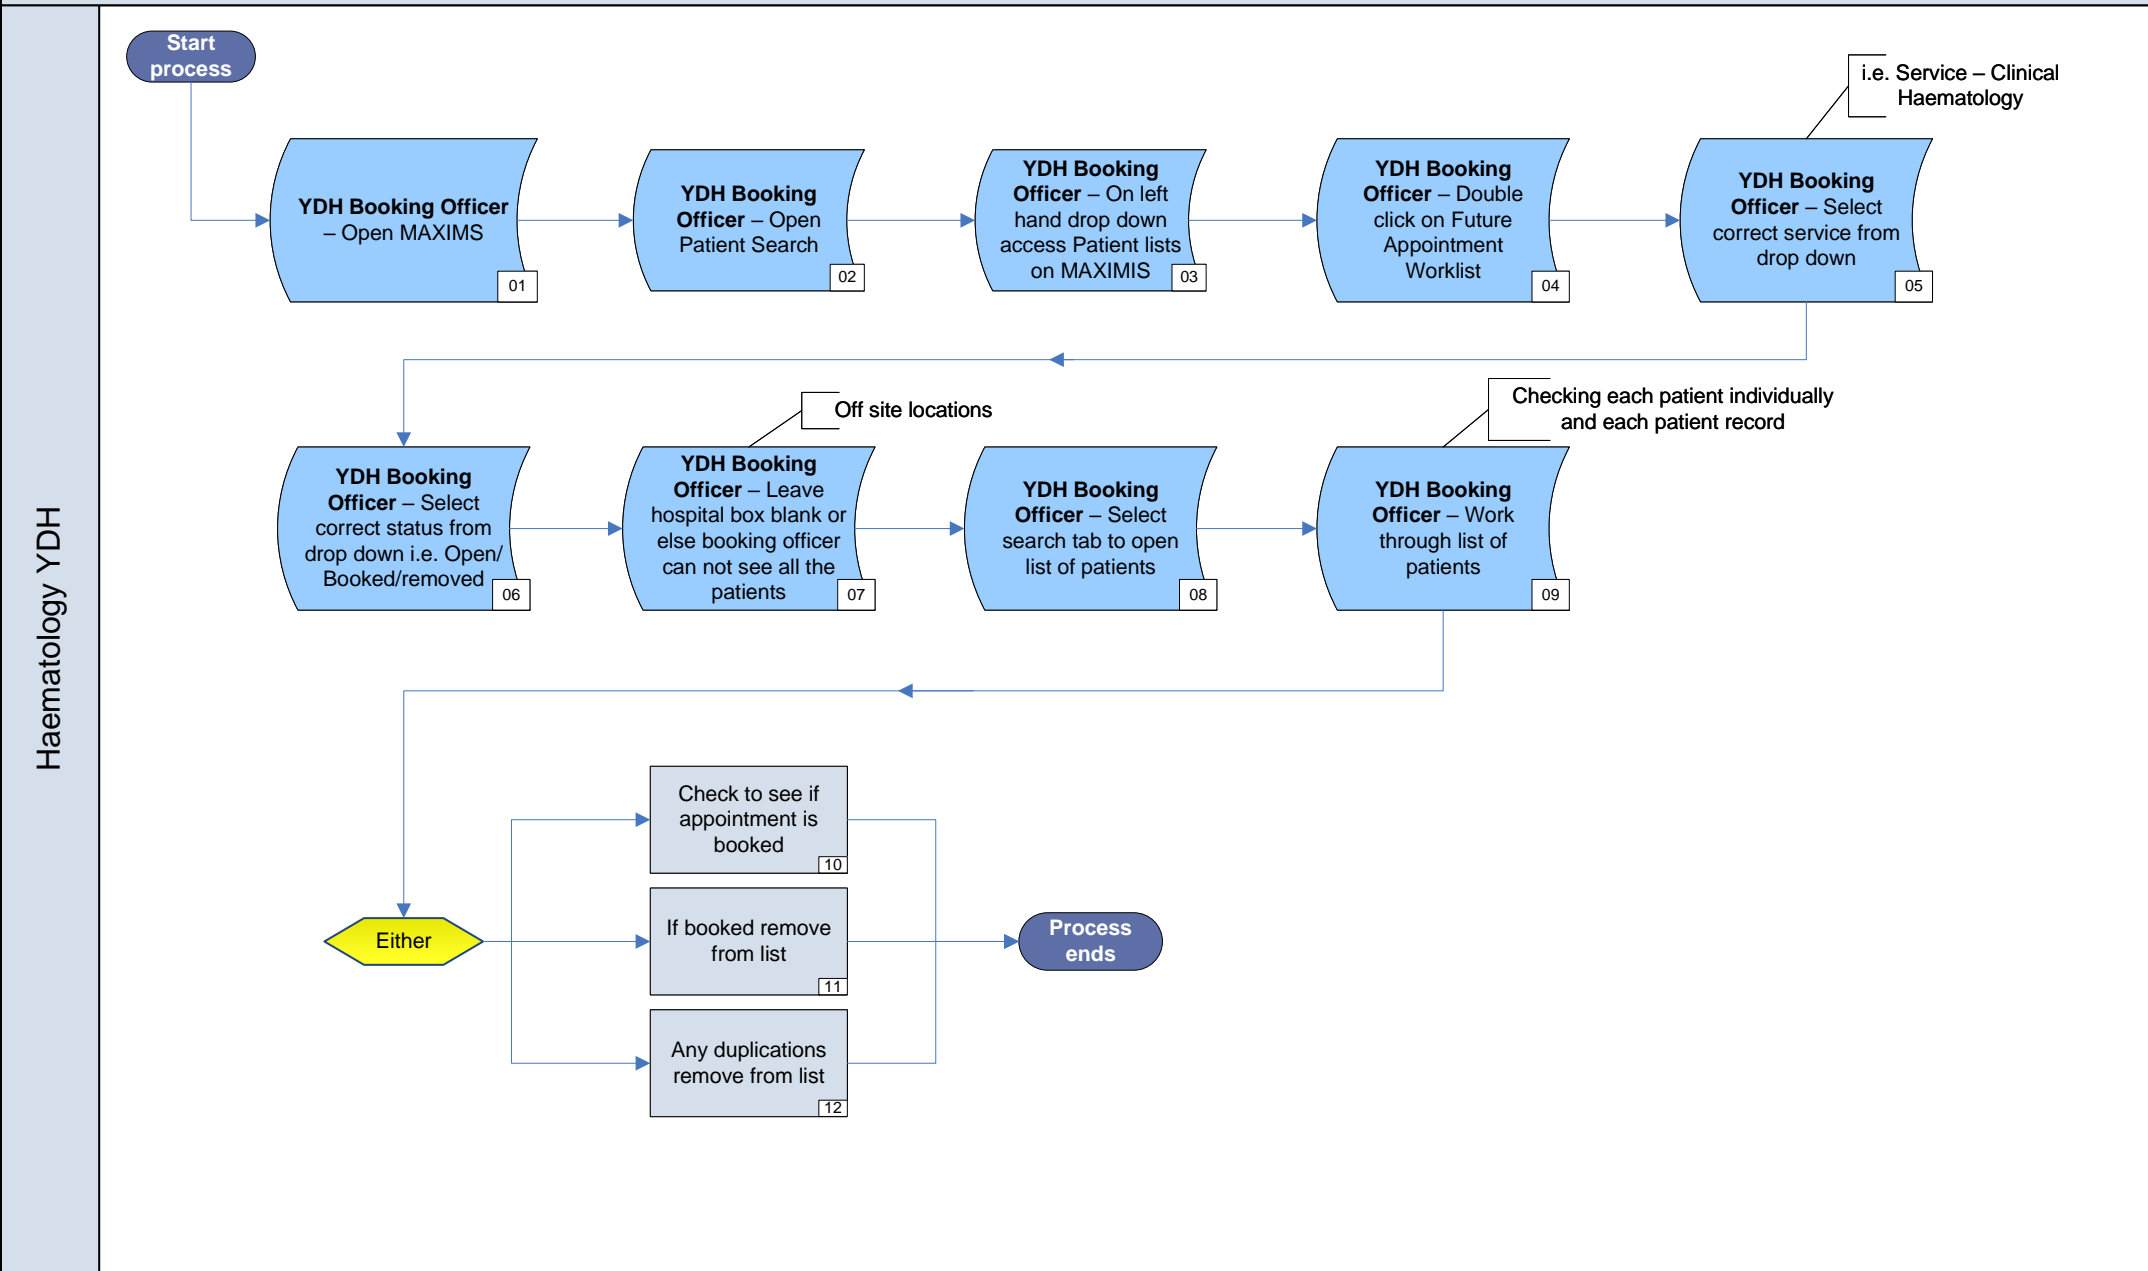 Haematology YDH
Start
process
i.e. Service – Clinical
Haematology
YDH Booking Officer
– Open MAXIMS
01
YDH Booking
Officer – Open
Patient Search
02
YDH Booking
Officer – On left
hand drop down
access Patient lists
on MAXIMIS
03
YDH Booking
Officer – Double
click on Future
Appointment
Worklist
04
YDH Booking
Officer – Select
correct service from
drop down
05
Off site locations
Checking each patient individually
and each patient record
YDH Booking
Officer – Select
correct status from
drop down i.e. Open/
Booked/removed
06
YDH Booking
Officer – Leave
hospital box blank or
else booking officer
can not see all the
patients
07
YDH Booking
Officer – Select
search tab to open
list of patients
08
YDH Booking
Officer – Work
through list of
patients
09
Either
Check to see if
appointment is
booked
10
If booked remove
from list
11
Any duplications
remove from list
12
Process
ends